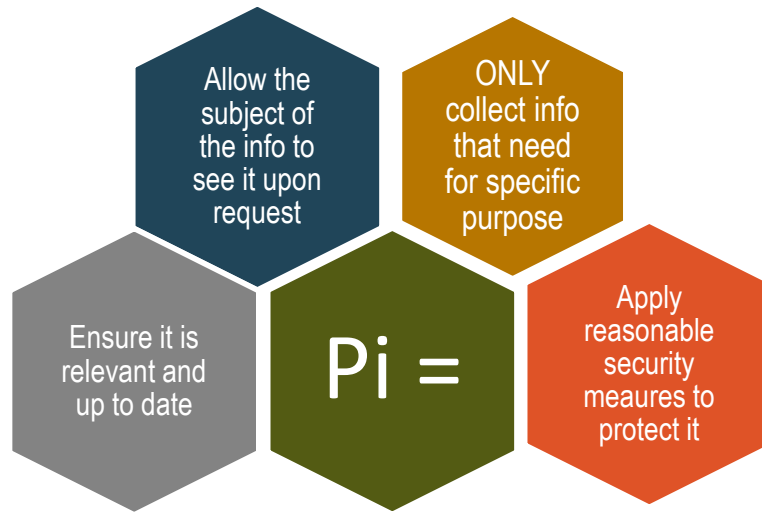 Allow the
subject of
the info to
see it upon
request
ONLY
collect info
that need
for specific
purpose
Ensure it is
relevant and
up to date
Pi =
Apply
reasonable
security
meaures to
protect it